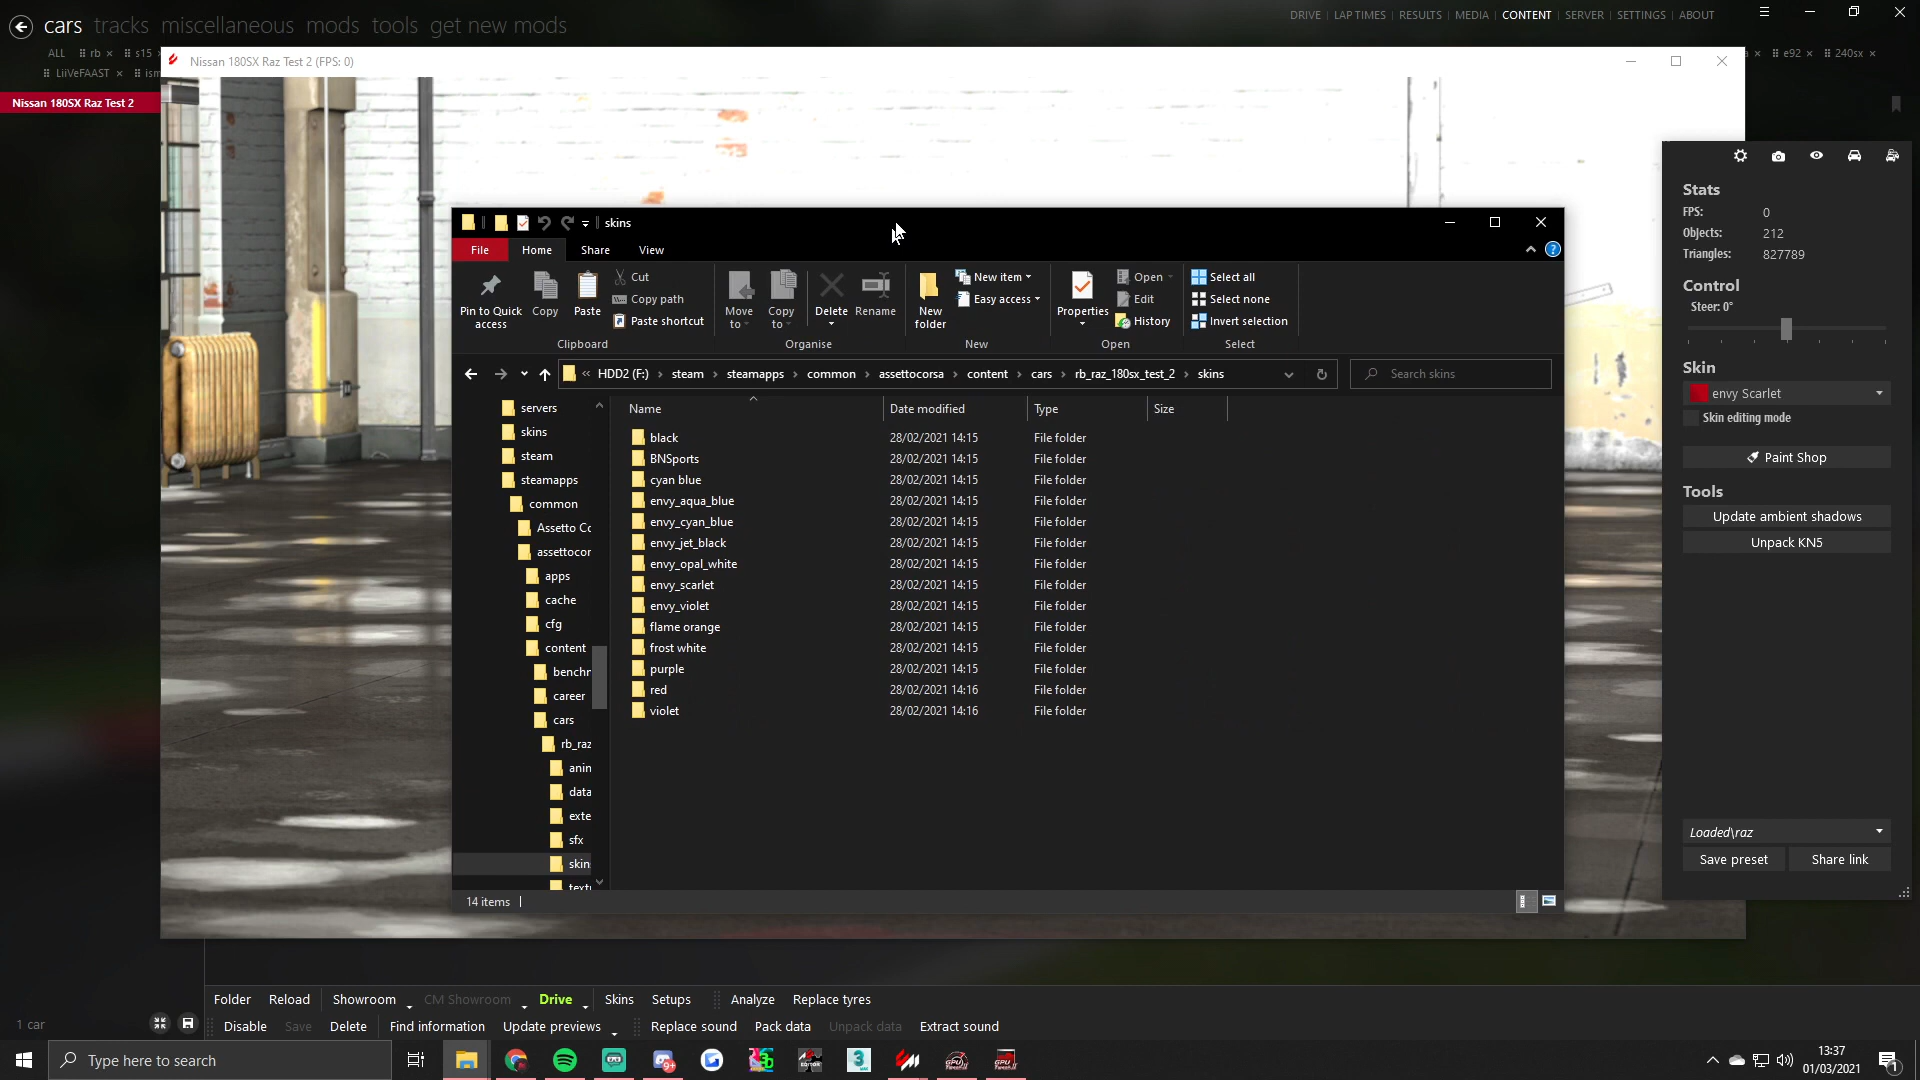 cars tracks miscellaneous mods tools get new mods
DRIVE LAP TIMES RESULTS MEDIA CONTENT SERVER SETTINGS ABOUT
ALL rb × s15
e92 × 240sx ×
LiiVeFAAST ×
Nissan 180SX Raz Test 2 (FPS: 0)
Nissan 180SX Raz Test 2
Stats
FPS: 0
Objects: 212
Triangles: 827789
Control
Steer: 0°
Skin
envy Scarlet
Skin editing mode
Paint Shop
Tools
Update ambient shadows
Unpack KN5
Loaded\raz
Save preset Share link
skins
File Home Share View
Pin to Quick access
Copy
Paste
Cut
Copy path
Paste shortcut
Clipboard
Move to
Copy to
Delete
Rename
Organise
New folder
New item
Easy access
New
Properties
Open
Edit
History
Open
Select all
Select none
Invert selection
Select
« HDD2 (F:) › steam › steamapps › common › assettocorsa › content › cars › rb_raz_180sx_test_2 › skins
Search skins
servers
skins
steam
steamapps
common
Assetto Cc
assettocor
apps
cache
cfg
content
benchr
career
cars
rb_raz
anin
data
exte
sfx
skin
Name Date modified Type Size
black 28/02/2021 14:15 File folder
BNSports 28/02/2021 14:15 File folder
cyan blue 28/02/2021 14:15 File folder
envy_aqua_blue 28/02/2021 14:15 File folder
envy_cyan_blue 28/02/2021 14:15 File folder
envy_jet_black 28/02/2021 14:15 File folder
envy_opal_white 28/02/2021 14:15 File folder
envy_scarlet 28/02/2021 14:15 File folder
envy_violet 28/02/2021 14:15 File folder
flame orange 28/02/2021 14:15 File folder
frost white 28/02/2021 14:15 File folder
purple 28/02/2021 14:15 File folder
red 28/02/2021 14:16 File folder
violet 28/02/2021 14:16 File folder
14 items
Folder Reload Showroom CM Showroom Drive Skins Setups Analyze Replace tyres
1 car
Disable Save Delete Find information Update previews Replace sound Pack data Unpack data Extract sound
Type here to search
13:37
01/03/2021